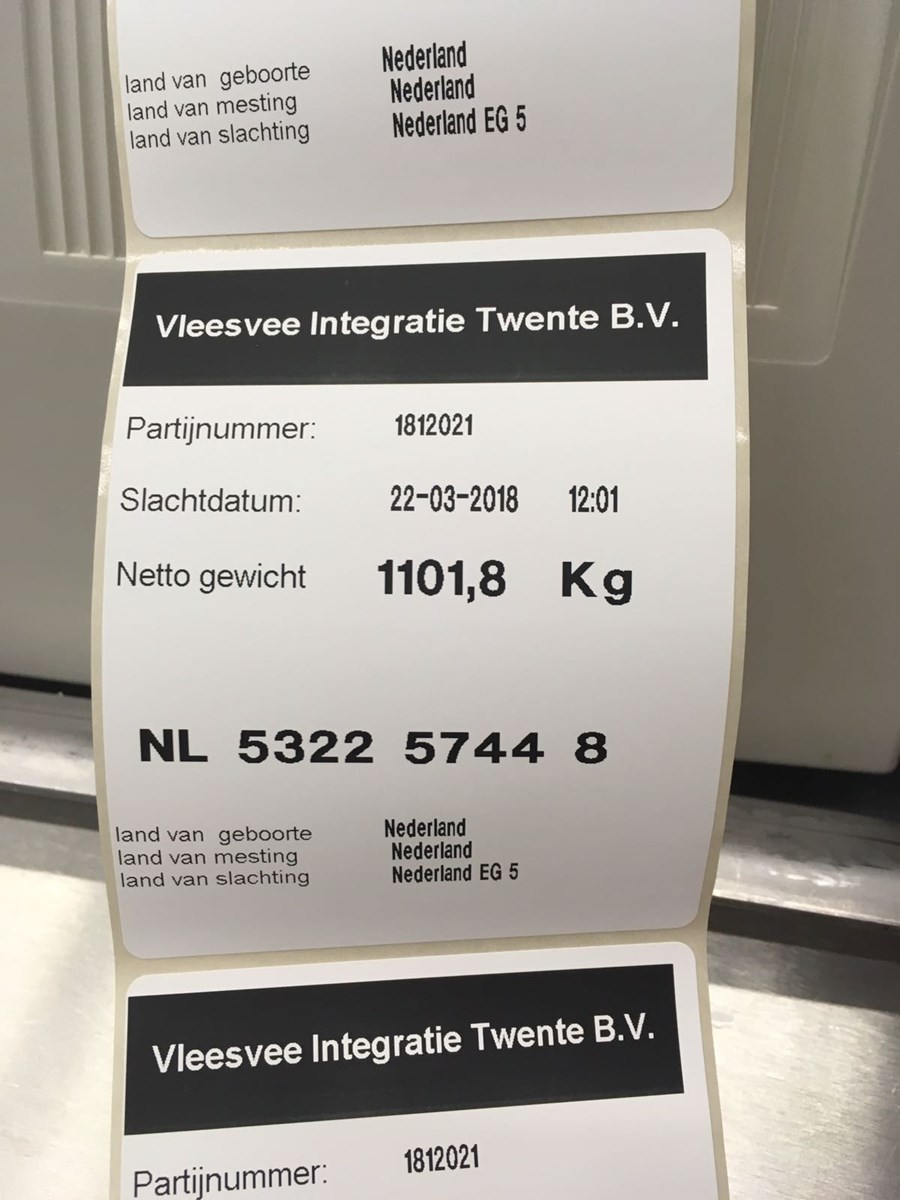 land van geboorte Nederland
land van mesting Nederland
land van slachting Nederland EG 5
Vleesvee Integratie Twente B.V.
Partijnummer: 1812021
Slachtdatum: 22-03-2018 12:01
Netto gewicht 1101,8 Kg
NL 5322 5744 8
land van geboorte Nederland
land van mesting Nederland
land van slachting Nederland EG 5
Vleesvee Integratie Twente B.V.
Partijnummer: 1812021